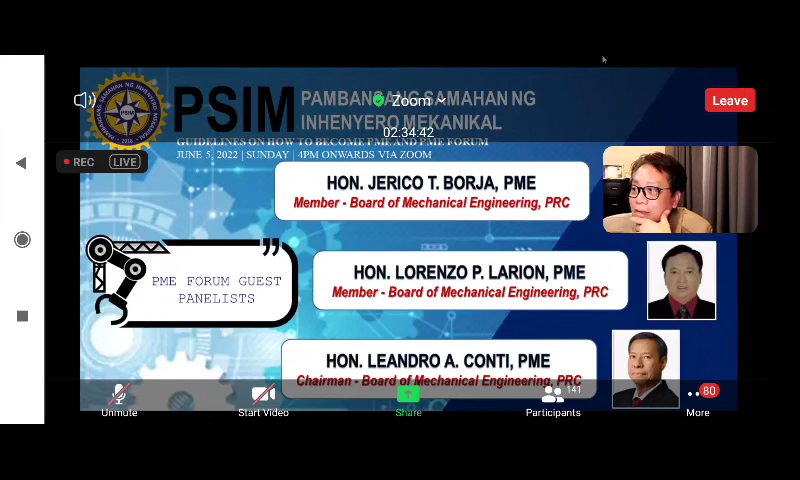 PSIM
PAMBANSANG SAMAHAN NG
INHENYERO MEKANIKAL
Zoom
Leave
02:34:42
GUIDELINES ON HOW TO BECOME PME AND PME FORUM
JUNE 5, 2022 | SUNDAY | 4PM ONWARDS VIA ZOOM
REC
LIVE
HON. JERICO T. BORJA, PME
Member - Board of Mechanical Engineering, PRC
PME FORUM GUEST
PANELISTS
HON. LORENZO P. LARION, PME
Member - Board of Mechanical Engineering, PRC
HON. LEANDRO A. CONTI, PME
Chairman - Board of Mechanical Engineering, PRC
141
80
Unmute
Start Video
Share
Participants
More